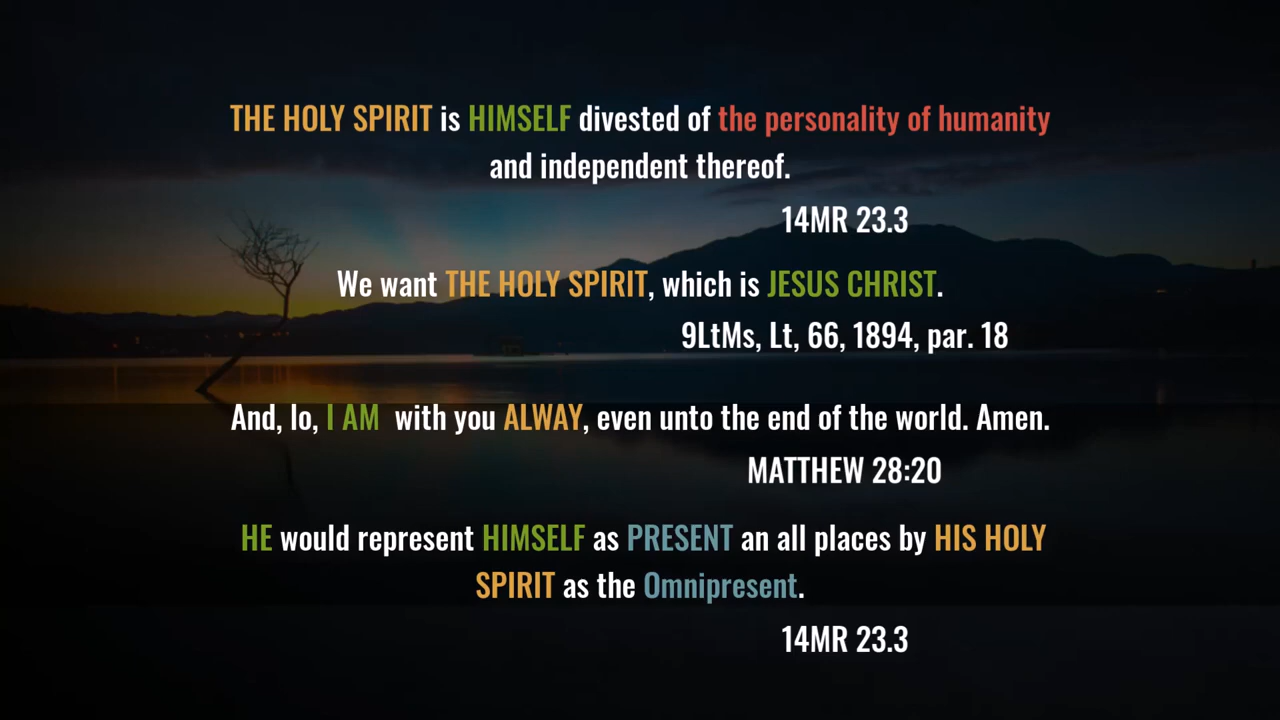 THE HOLY SPIRIT is HIMSELF divested of the personality of humanity
and independent thereof.
14MR 23.3
We want THE HOLY SPIRIT, which is JESUS CHRIST.
9LtMs, Lt, 66, 1894, par. 18
And, lo, I AM with you ALWAY, even unto the end of the world. Amen.
MATTHEW 28:20
HE would represent HIMSELF as PRESENT an all places by HIS HOLY
SPIRIT as the Omnipresent.
14MR 23.3